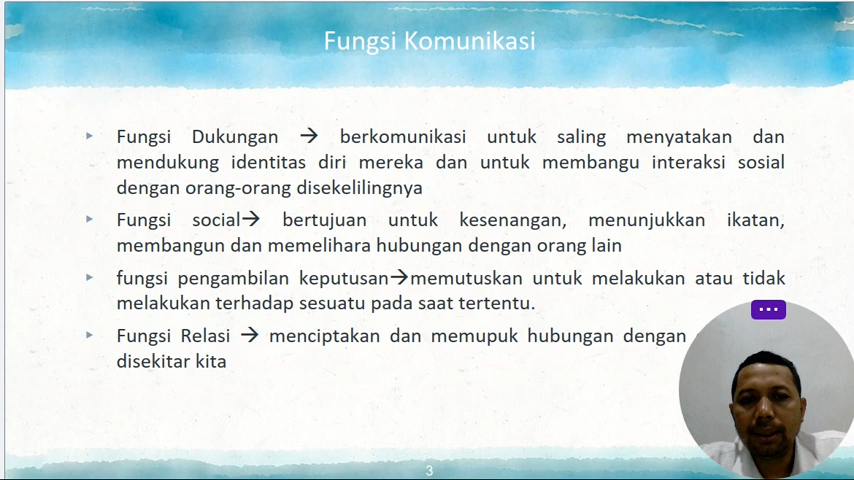 Fungsi Komunikasi
Fungsi Dukungan → berkomunikasi untuk saling menyatakan dan
mendukung identitas diri mereka dan untuk membangu interaksi sosial
dengan orang-orang disekelilingnya
Fungsi social→ bertujuan untuk kesenangan, menunjukkan ikatan,
membangun dan memelihara hubungan dengan orang lain
fungsi pengambilan keputusan→memutuskan untuk melakukan atau tidak
melakukan terhadap sesuatu pada saat tertentu.
Fungsi Relasi → menciptakan dan memupuk hubungan dengan
disekitar kita
3